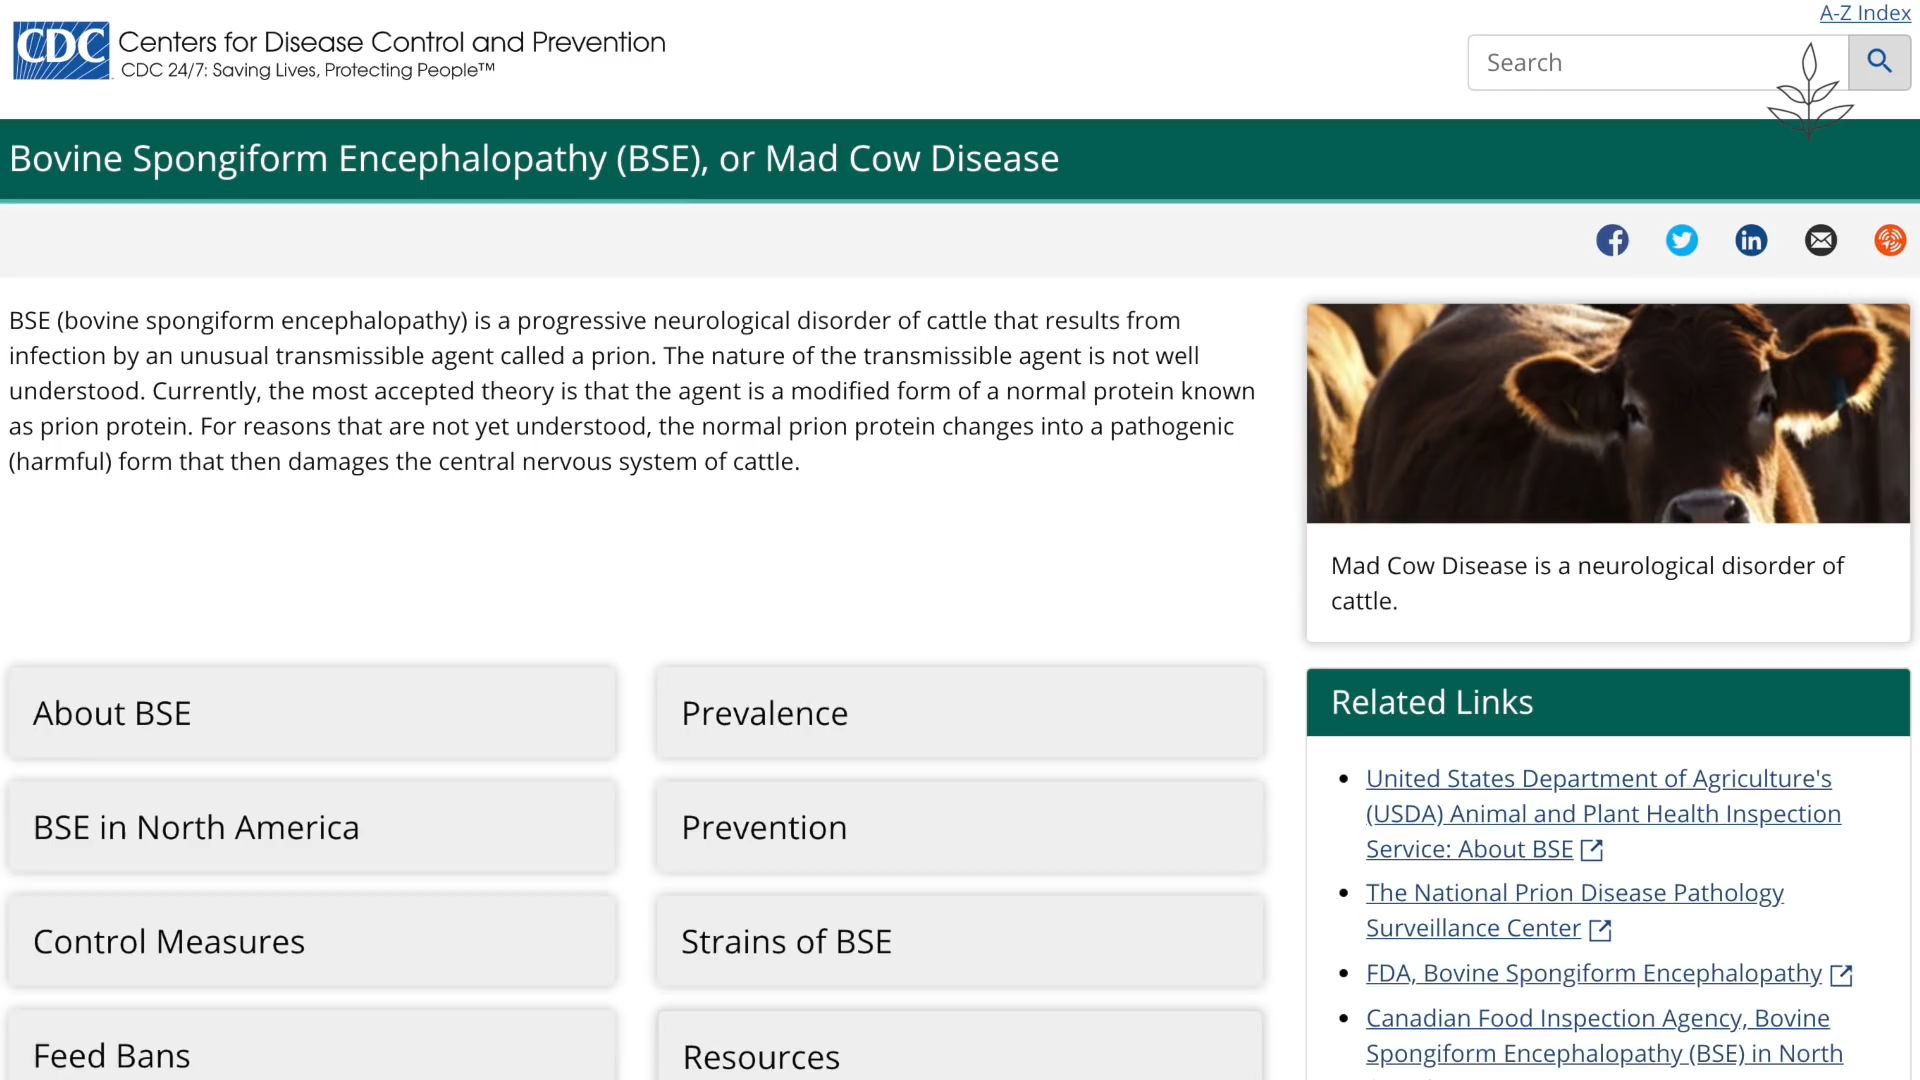 A-Z Index
CDC
Centers for Disease Control and Prevention
CDC 24/7: Saving Lives, Protecting People™
Search
Bovine Spongiform Encephalopathy (BSE), or Mad Cow Disease
BSE (bovine spongiform encephalopathy) is a progressive neurological disorder of cattle that results from
infection by an unusual transmissible agent called a prion. The nature of the transmissible agent is not well
understood. Currently, the most accepted theory is that the agent is a modified form of a normal protein known
as prion protein. For reasons that are not yet understood, the normal prion protein changes into a pathogenic
(harmful) form that then damages the central nervous system of cattle.
Mad Cow Disease is a neurological disorder of
cattle.
About BSE
Prevalence
BSE in North America
Prevention
Control Measures
Strains of BSE
Feed Bans
Resources
Related Links
United States Department of Agriculture's
(USDA) Animal and Plant Health Inspection
Service: About BSE
The National Prion Disease Pathology
Surveillance Center
FDA, Bovine Spongiform Encephalopathy
Canadian Food Inspection Agency, Bovine
Spongiform Encephalopathy (BSE) in North